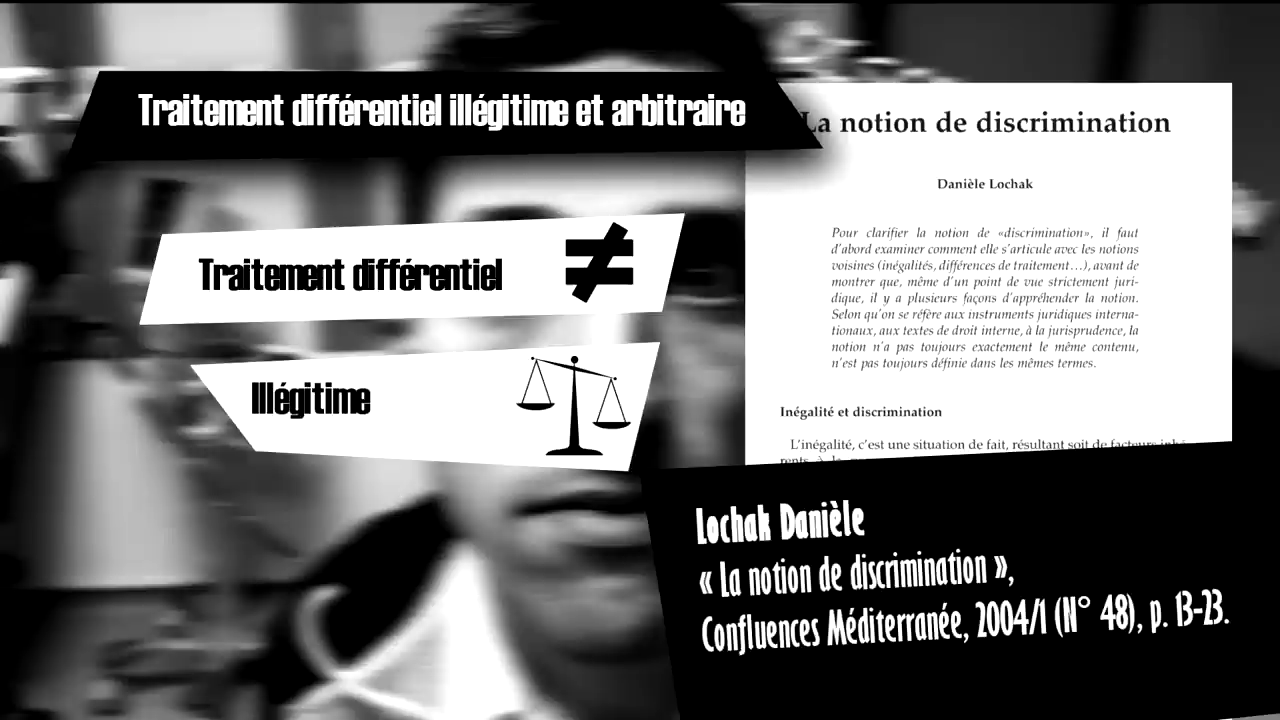 Traitement différentiel illégitime et arbitraire
La notion de discrimination
Danièle Lochak
Traitement différentiel
≠
Pour clarifier la notion de «discrimination», il faut
d'abord examiner comment elle s'articule avec les notions
voisines (inégalités, différences de traitement…), avant de
montrer que, même d'un point de vue strictement juri-
dique, il y a plusieurs façons d'appréhender la notion.
Selon qu'on se réfère aux instruments juridiques interna-
tionaux, aux textes de droit interne, à la jurisprudence, la
notion n'a pas toujours exactement le même contenu,
n'est pas toujours définie dans les mêmes termes.
Illégitime
Inégalité et discrimination
L'inégalité, c'est une situation de fait, résultant soit de facteurs
Lochak Danièle
« La notion de discrimination »,
Confluences Méditerranée, 2004/1 (N° 48), p. 13-23.